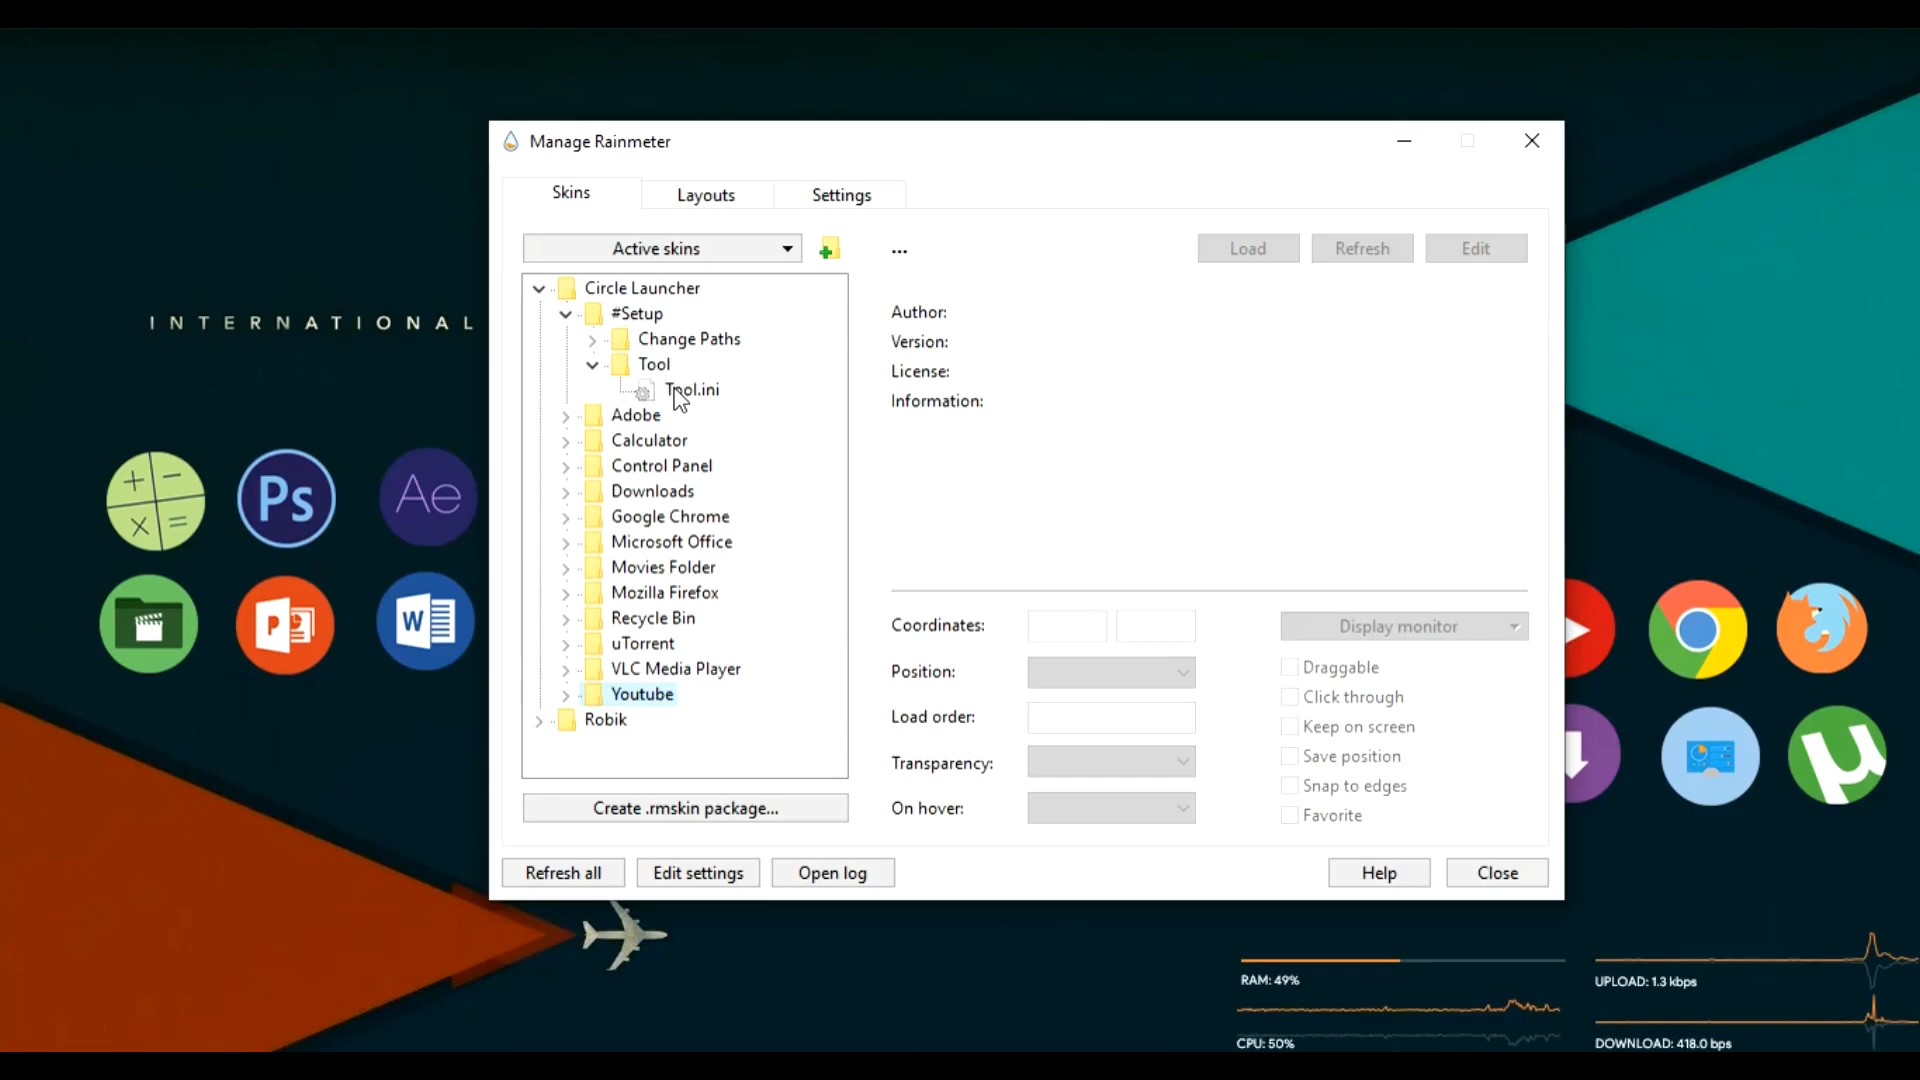 Manage Rainmeter
Skins
Layouts
Settings
Active skins
...
Load
Refresh
Edit
Circle Launcher
#Setup
Change Paths
Tool
Tool.ini
Adobe
Calculator
Control Panel
Downloads
Google Chrome
Microsoft Office
Movies Folder
Mozilla Firefox
Recycle Bin
uTorrent
VLC Media Player
Youtube
Robik
Author:
Version:
License:
Information:
Coordinates:
Display monitor
Position:
Load order:
Transparency:
On hover:
Draggable
Click through
Keep on screen
Save position
Snap to edges
Favorite
Create .rmskin package...
Refresh all
Edit settings
Open log
Help
Close
INTERNATIONAL
Ps
Ae
P
W
µ
RAM: 49%
CPU: 50%
UPLOAD: 1.3 kbps
DOWNLOAD: 418.0 bps